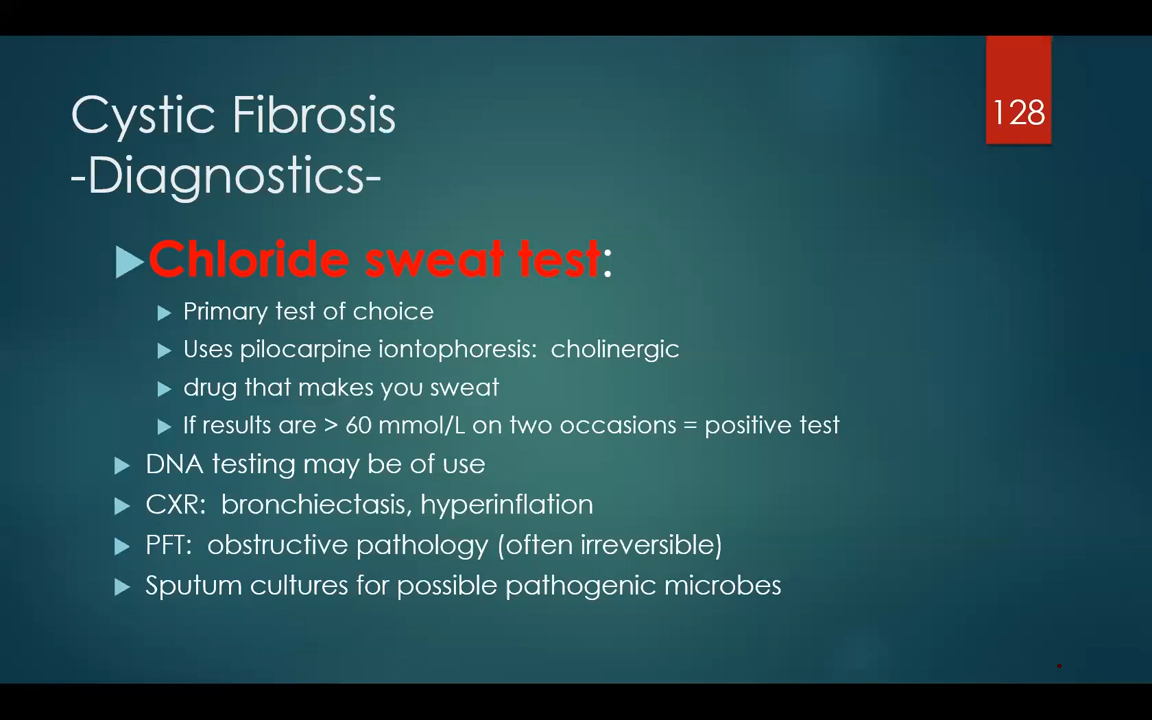 128
Cystic Fibrosis
-Diagnostics-
Chloride sweat test:
Primary test of choice
Uses pilocarpine iontophoresis: cholinergic
drug that makes you sweat
If results are > 60 mmol/L on two occasions = positive test
DNA testing may be of use
CXR: bronchiectasis, hyperinflation
PFT: obstructive pathology (often irreversible)
Sputum cultures for possible pathogenic microbes